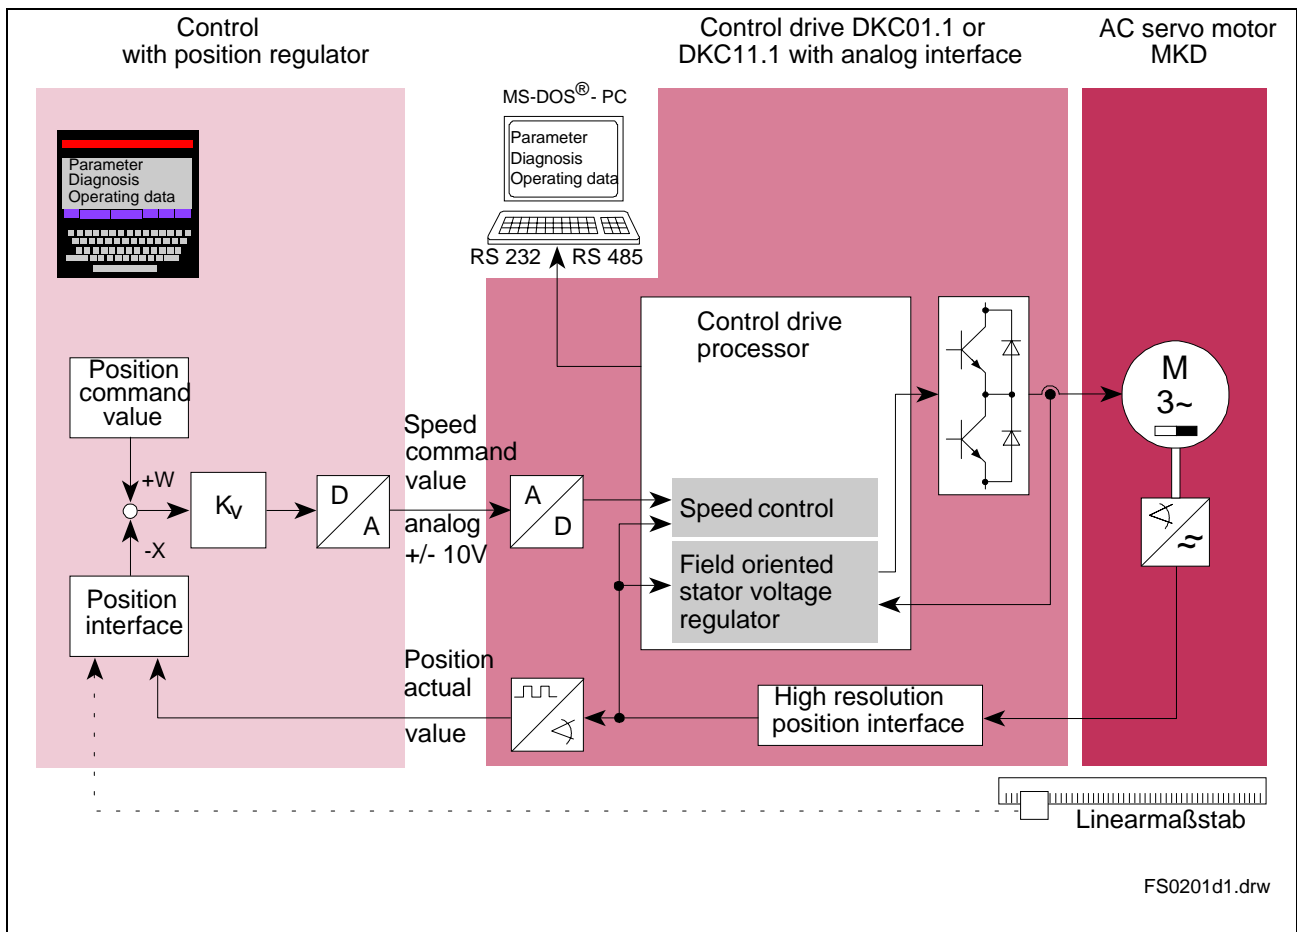 Control
with position regulator
Control drive DKC01.1 or
DKC11.1 with analog interface
AC servo motor
MKD
MS-DOS® - PC
Parameter
Diagnosis
Operating data
Parameter
Diagnosis
Operating data
RS 232
RS 485
Control drive
processor
Position
command
value
+W
-X
KV
D
A
Speed
command
value
analog
+/- 10V
A
D
Speed control
Field oriented
stator voltage
regulator
M
3~
Position
interface
Position
actual
value
High resolution
position interface
Linearmaßstab
FS0201d1.drw